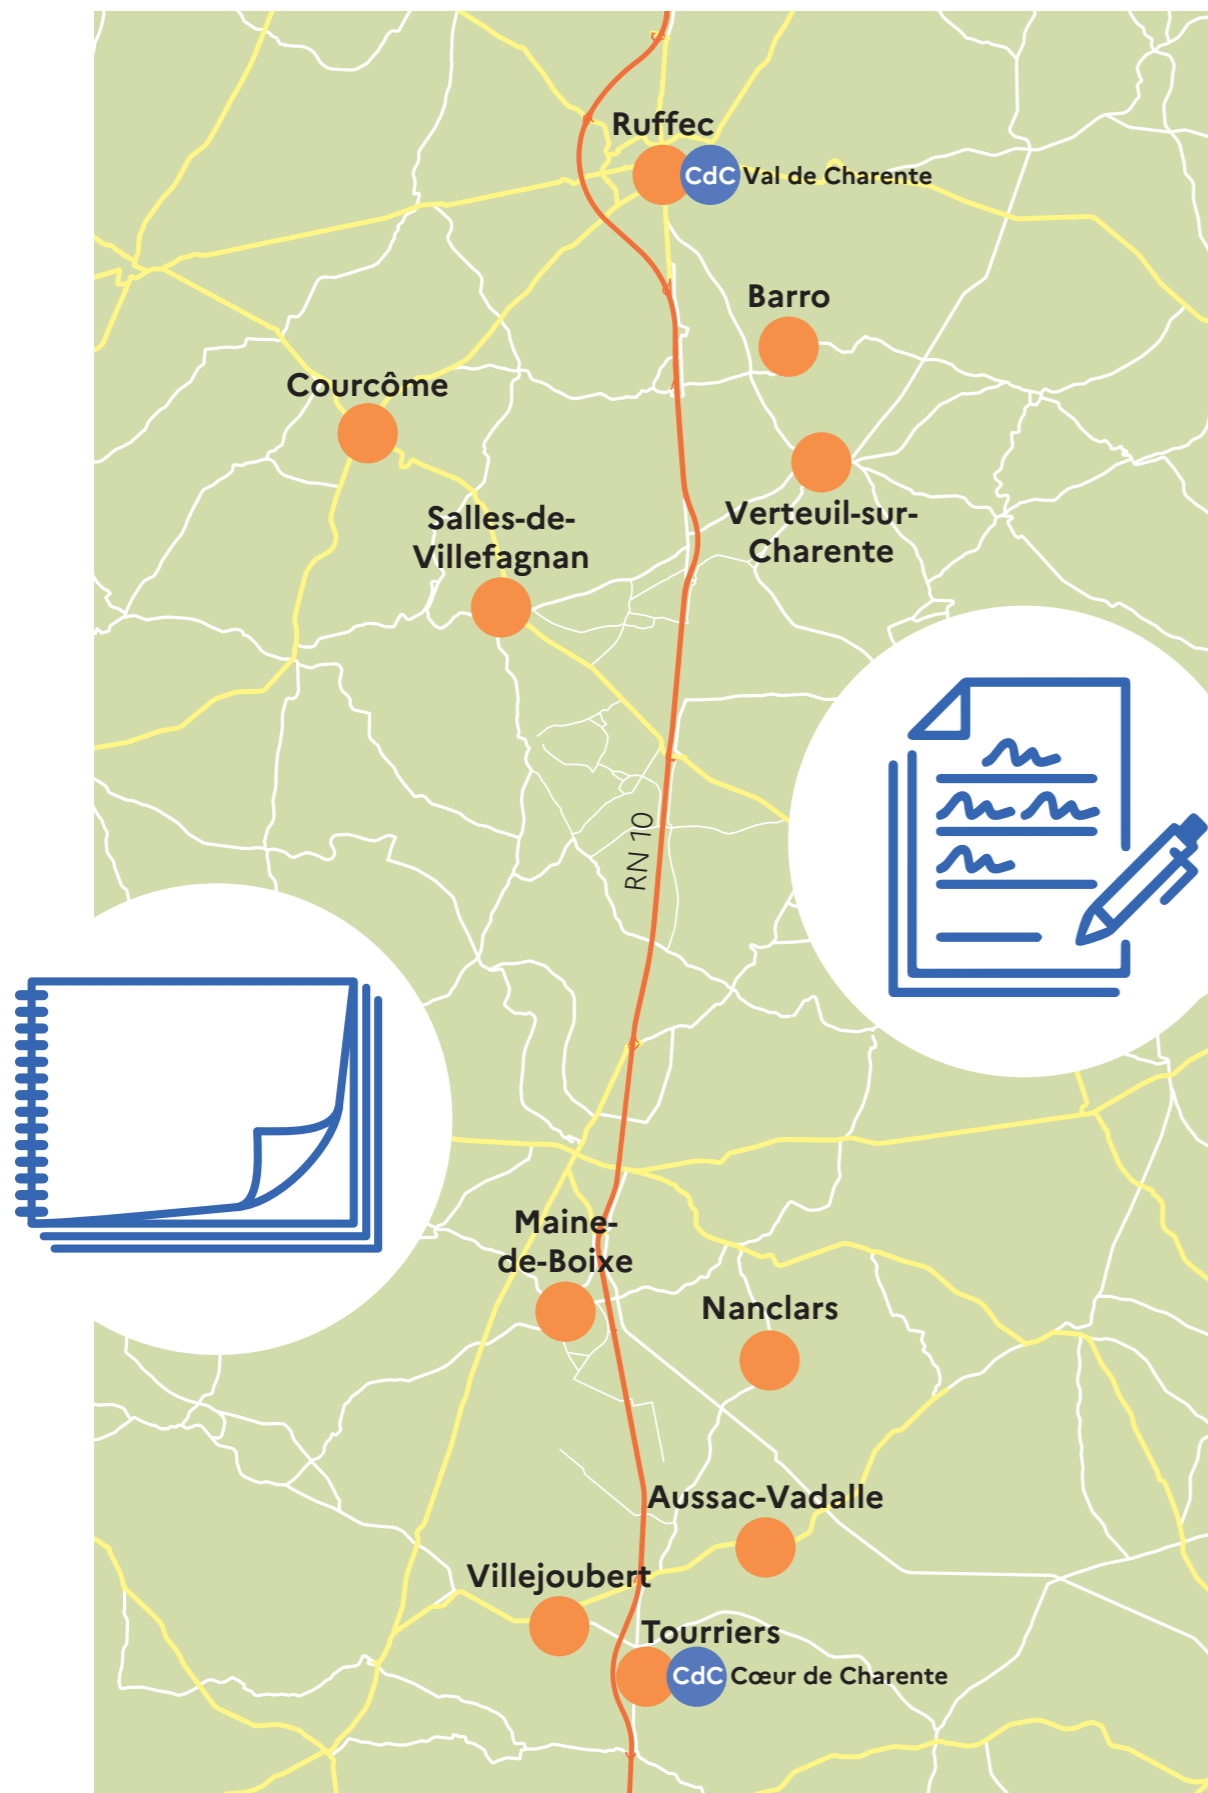 Ruffec
CdC Val de Charente
Barro
Courcôme
Salles-de-
Villefagnan
Verteuil-sur-
Charente
RN 10
Maine-
de-Boixe
Nanclars
Aussac-Vadalle
Villejoubert
Tourriers
CdC Cœur de Charente